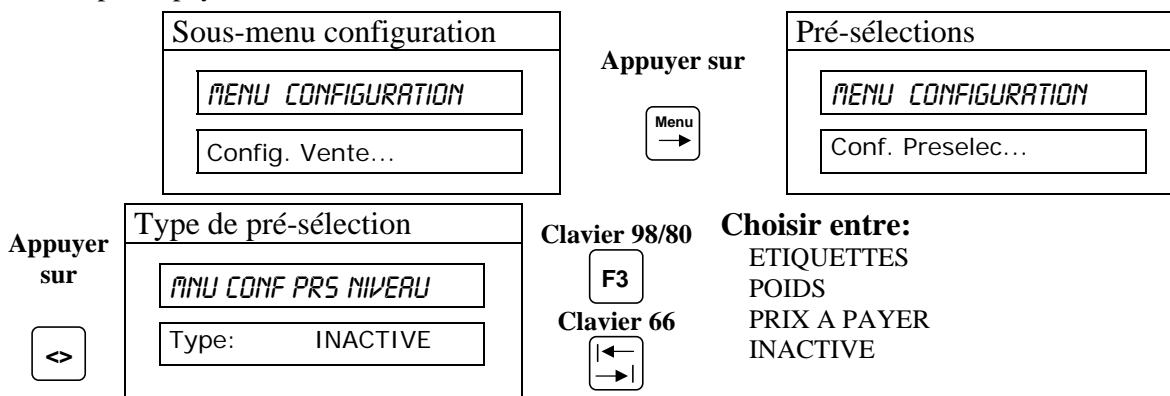 Sous-menu configuration
MENU CONFIGURATION
Config. Vente...
Appuyer sur
Menu
Pré-sélections
MENU CONFIGURATION
Conf. Preselec...
Appuyer
sur
<>
Type de pré-sélection
MNU CONF PRS NIVEAU
Type: INACTIVE
Clavier 98/80
F3
Clavier 66
Choisir entre:
ETIQUETTES
POIDS
PRIX A PAYER
INACTIVE